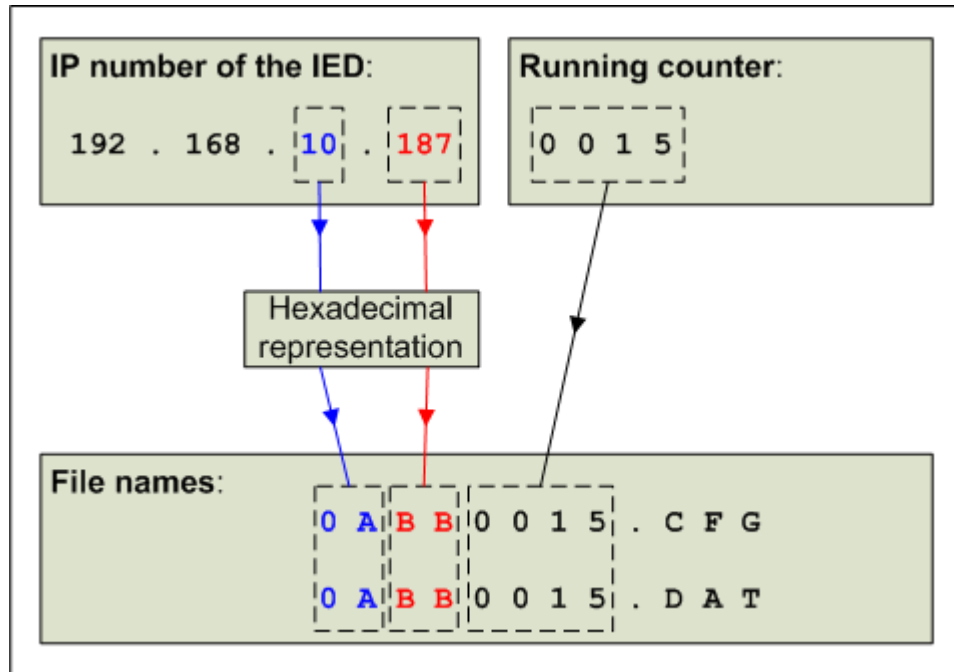 IP number of the IED:
192 . 168 . 10 . 187
Running counter:
0 0 1 5
Hexadecimal
representation
File names:
0 A B B 0 0 1 5 . C F G
0 A B B 0 0 1 5 . D A T